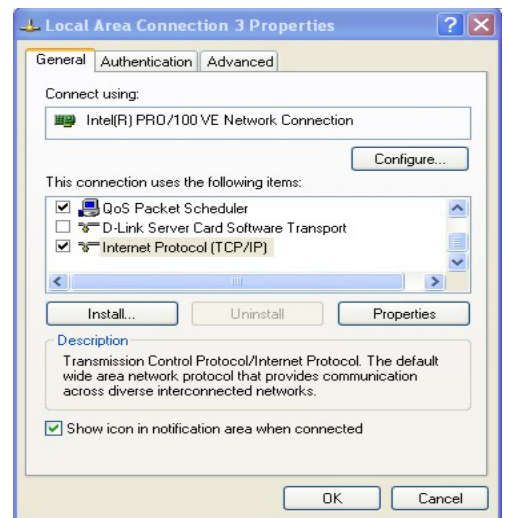 Local Area Connection 3 Properties
General Authentication Advanced
Connect using:
Intel(R) PRO/100 VE Network Connection
Configure...
This connection uses the following items:
QoS Packet Scheduler
D-Link Server Card Software Transport
Internet Protocol (TCP/IP)
Install... Uninstall Properties
Description
Transmission Control Protocol/Internet Protocol. The default
wide area network protocol that provides communication
across diverse interconnected networks.
Show icon in notification area when connected
OK Cancel